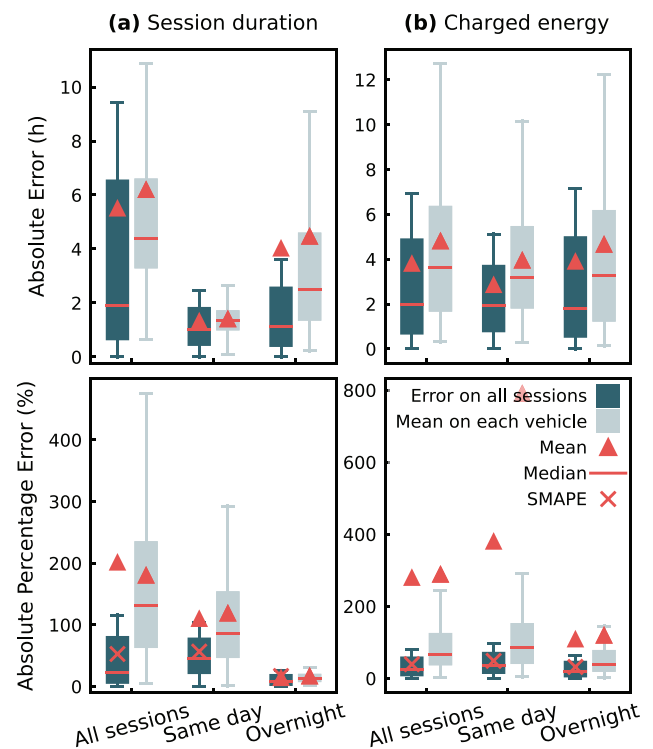 (a) Session duration
(b) Charged energy
Absolute Error (h)
10
8
6
4
2
0
12
10
8
6
4
2
0
Absolute Percentage Error (%)
400
300
200
100
0
800
600
400
200
0
Error on all sessions
Mean on each vehicle
Mean
Median
SMAPE
All sessions
Same day
Overnight
All sessions
Same day
Overnight